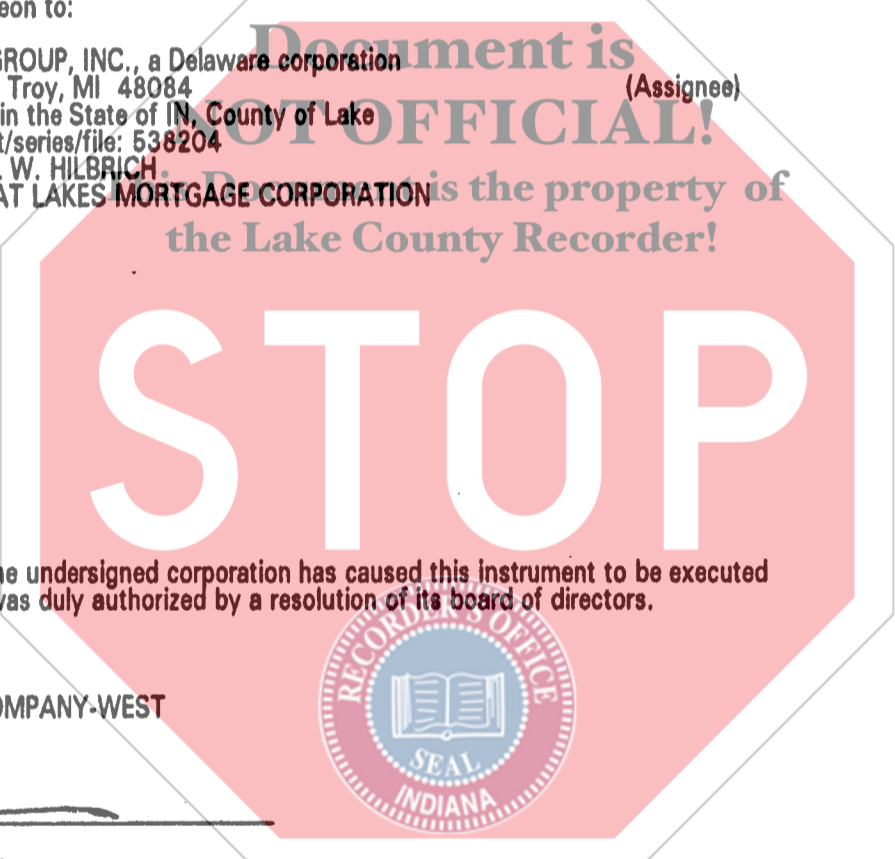 eon to:
Document is
GROUP, INC., a Delaware corporation
Troy, MI 48084 (Assignee)
in the State of IN, County of Lake
NOT OFFICIAL!
t/series/file: 538204
W. HILBRICH
is Document is the property of
AT LAKES MORTGAGE CORPORATION
the Lake County Recorder!
STOP
he undersigned corporation has caused this instrument to be executed
was duly authorized by a resolution of its board of directors.
RECORDER'S OFFICE
OMPANY-WEST
SEAL
INDIANA